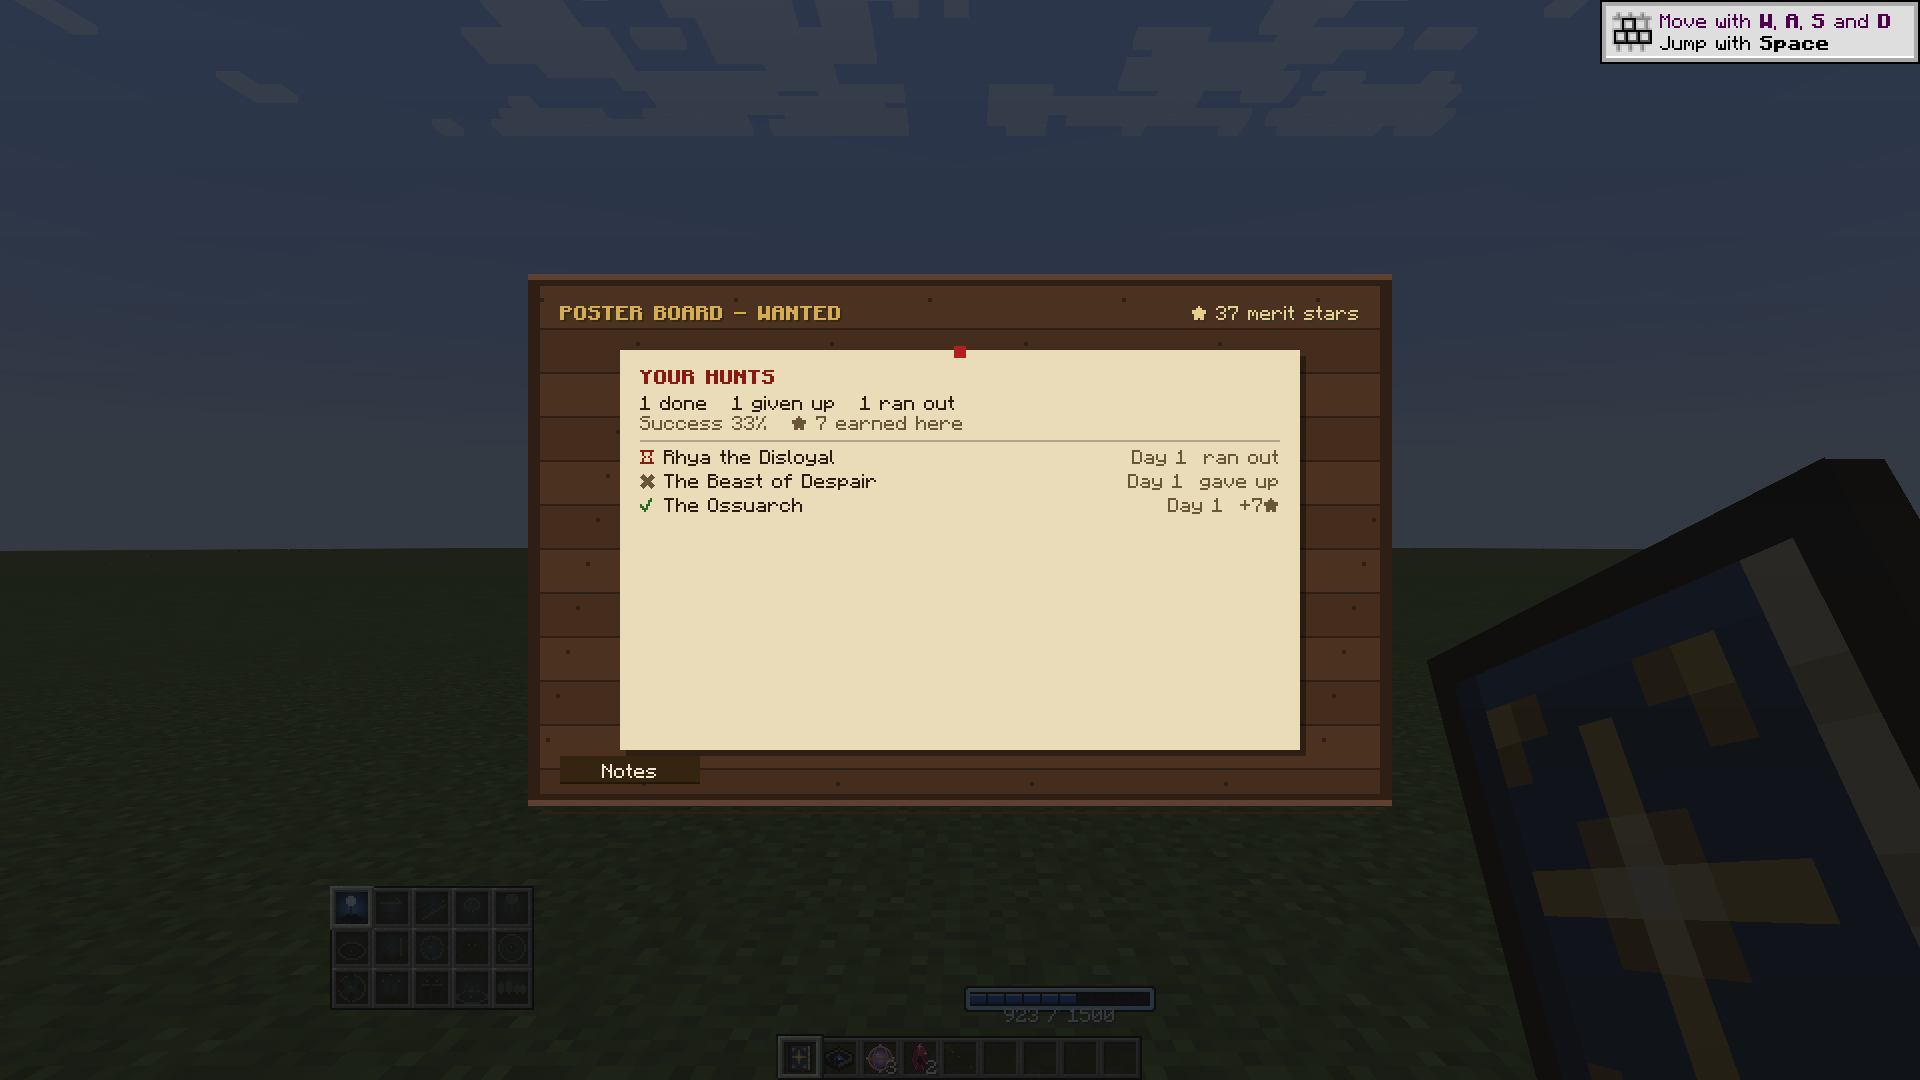 Move with W, A, S and D
Jump with Space
POSTER BOARD – WANTED
★ 37 merit stars
YOUR HUNTS
1 done 1 given up 1 ran out
Success 33% ★ 7 earned here
Rhya the Disloyal Day 1 ran out
✖ The Beast of Despair Day 1 gave up
✓ The Ossuarch Day 1 +7★
Notes
923 / 1500
3 2